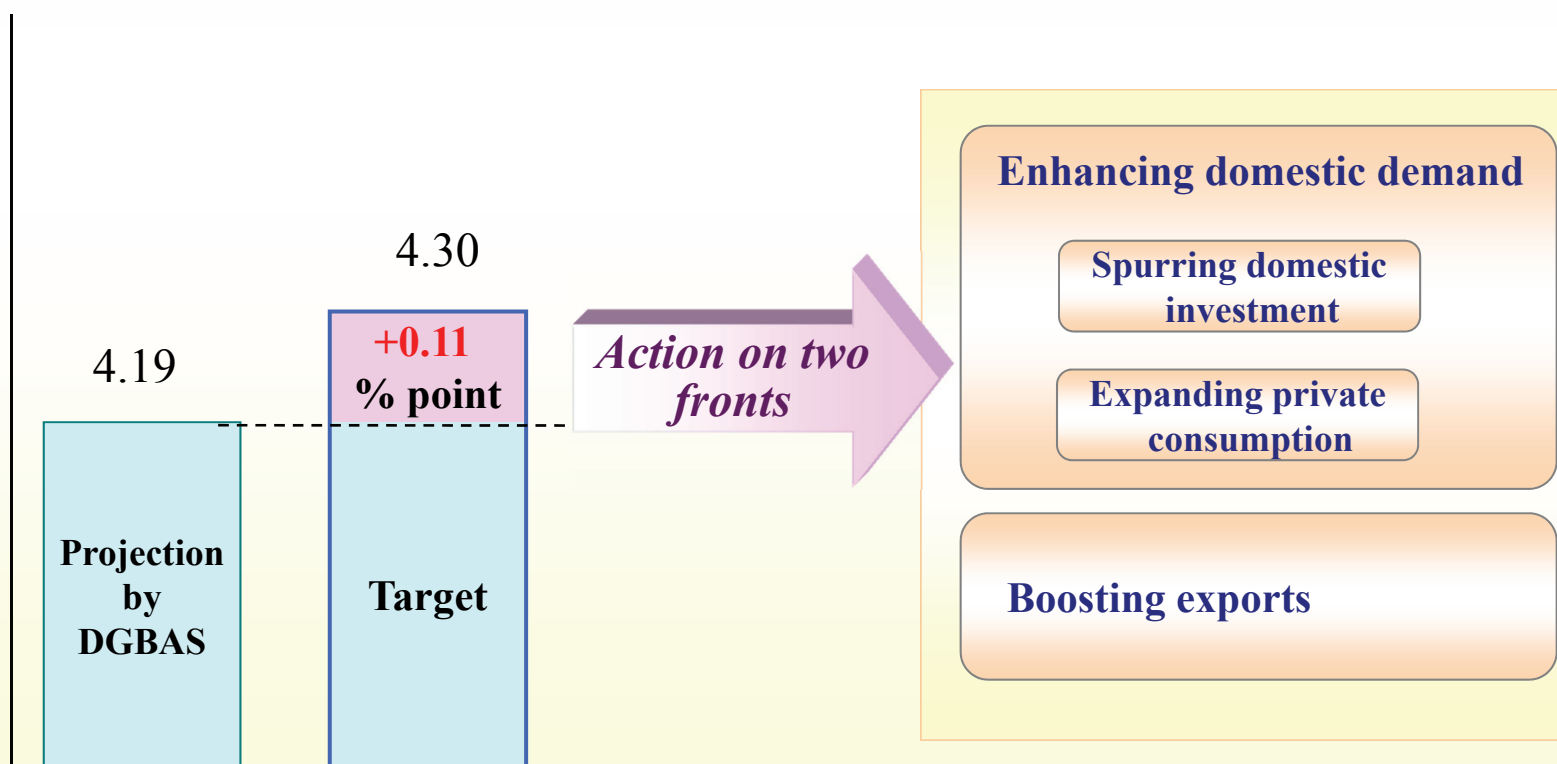 4.19
Projection
by
DGBAS
4.30
+0.11
% point
Target
Action on two
fronts
Enhancing domestic demand
Spurring domestic
investment
Expanding private
consumption
Boosting exports